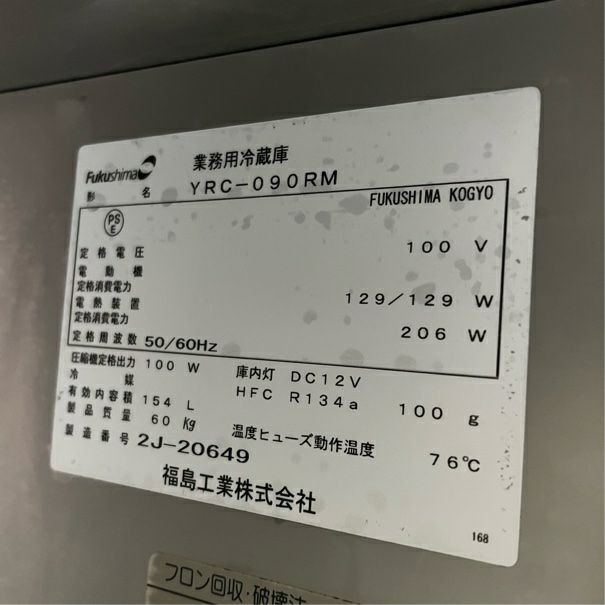 Fukushima
業務用冷蔵庫
形 名 YRC-090RM
FUKUSHIMA KOGYO
PS E
定格電圧 100 V
電動機
定格消費電力 129/129 W
電熱装置
定格消費電力 206 W
定格周波数 50/60Hz
圧縮機定格出力 100 W 庫内灯 DC12V
冷 媒 HFC R134a 100 g
有効内容積 154 L
製品質量 60 Kg 温度ヒューズ動作温度 76℃
製造番号 2J-20649
福島工業株式会社
168
フロン回収・破壊法